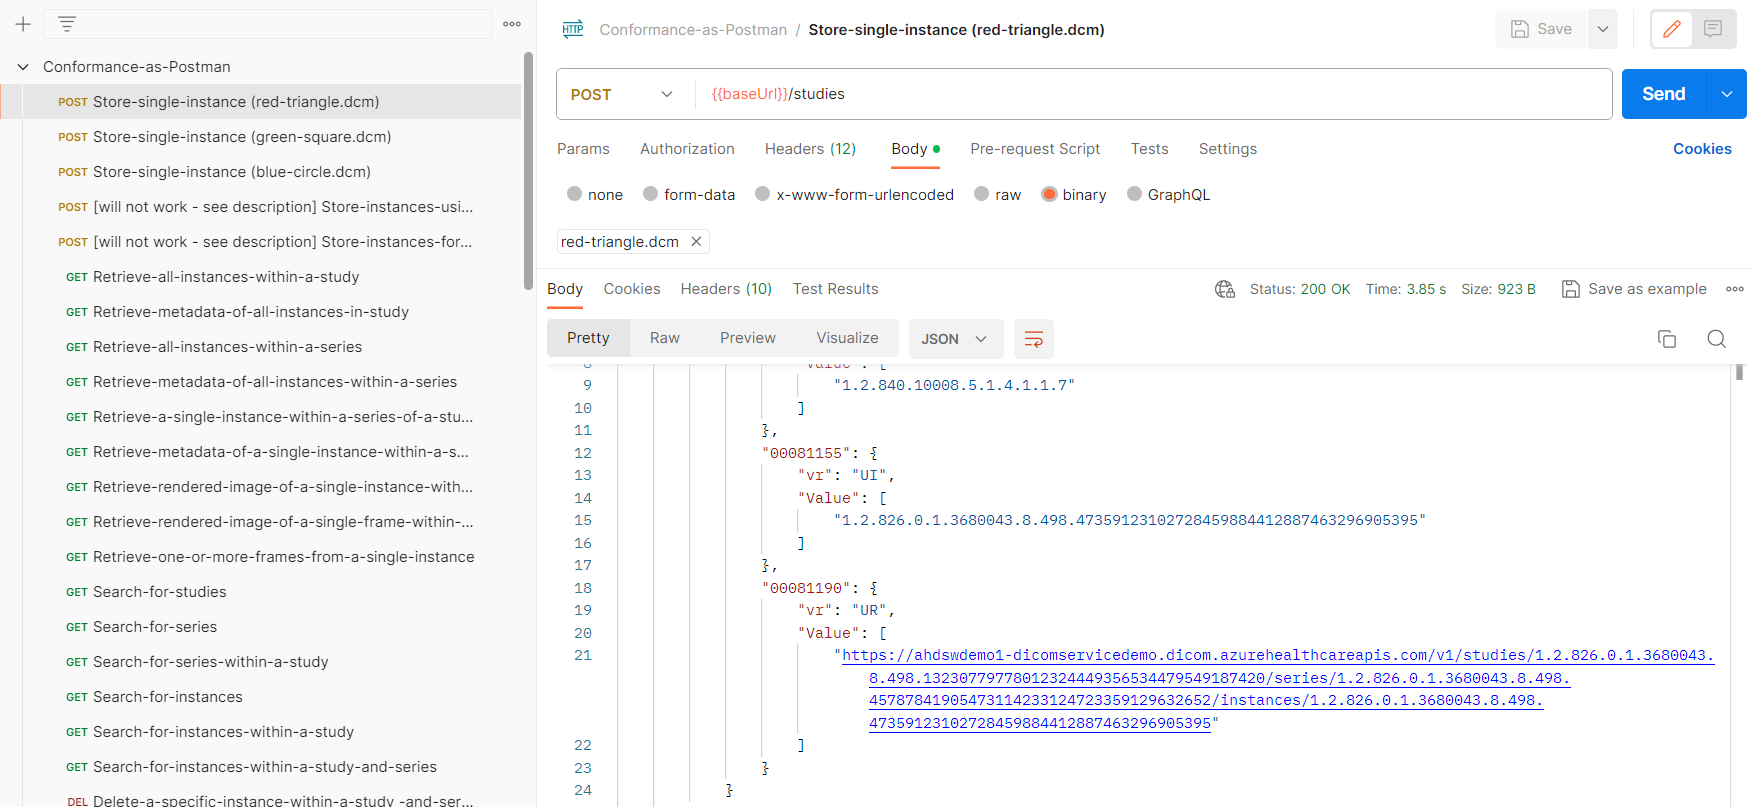 Conformance-as-Postman
POST Store-single-instance (red-triangle.dcm)
POST Store-single-instance (green-square.dcm)
POST Store-single-instance (blue-circle.dcm)
POST [will not work - see description] Store-instances-usi...
POST [will not work - see description] Store-instances-for...
GET Retrieve-all-instances-within-a-study
GET Retrieve-metadata-of-all-instances-in-study
GET Retrieve-all-instances-within-a-series
GET Retrieve-metadata-of-all-instances-within-a-series
GET Retrieve-a-single-instance-within-a-series-of-a-stu...
GET Retrieve-metadata-of-a-single-instance-within-a-s...
GET Retrieve-rendered-image-of-a-single-instance-with...
GET Retrieve-rendered-image-of-a-single-frame-within-...
GET Retrieve-one-or-more-frames-from-a-single-instance
GET Search-for-studies
GET Search-for-series
GET Search-for-series-within-a-study
GET Search-for-instances
GET Search-for-instances-within-a-study
GET Search-for-instances-within-a-study-and-series
DEL Delete-a-specific-instance-within-a-study -and-ser...
HTTP Conformance-as-Postman / Store-single-instance (red-triangle.dcm)
Save
POST {{baseUrl}}/studies
Send
Params Authorization Headers (12) Body Pre-request Script Tests Settings
Cookies
none form-data x-www-form-urlencoded raw binary GraphQL
red-triangle.dcm
Body Cookies Headers (10) Test Results
Status: 200 OK Time: 3.85 s Size: 923 B Save as example
Pretty Raw Preview Visualize JSON
8 "Value": [
9 "1.2.840.10008.5.1.4.1.1.7"
10 ]
11 },
12 "00081155": {
13 "vr": "UI",
14 "Value": [
15 "1.2.826.0.1.3680043.8.498.47359123102728459884412887463296905395"
16 ]
17 },
18 "00081190": {
19 "vr": "UR",
20 "Value": [
21 "https://ahdswdemo1-dicomservicedemo.dicom.azurehealthcareapis.com/v1/studies/1.2.826.0.1.3680043.
8.498.13230779778012324449356534479549187420/series/1.2.826.0.1.3680043.8.498.
45787841905473114233124723359129632652/instances/1.2.826.0.1.3680043.8.498.
47359123102728459884412887463296905395"
22 ]
23 }
24 }